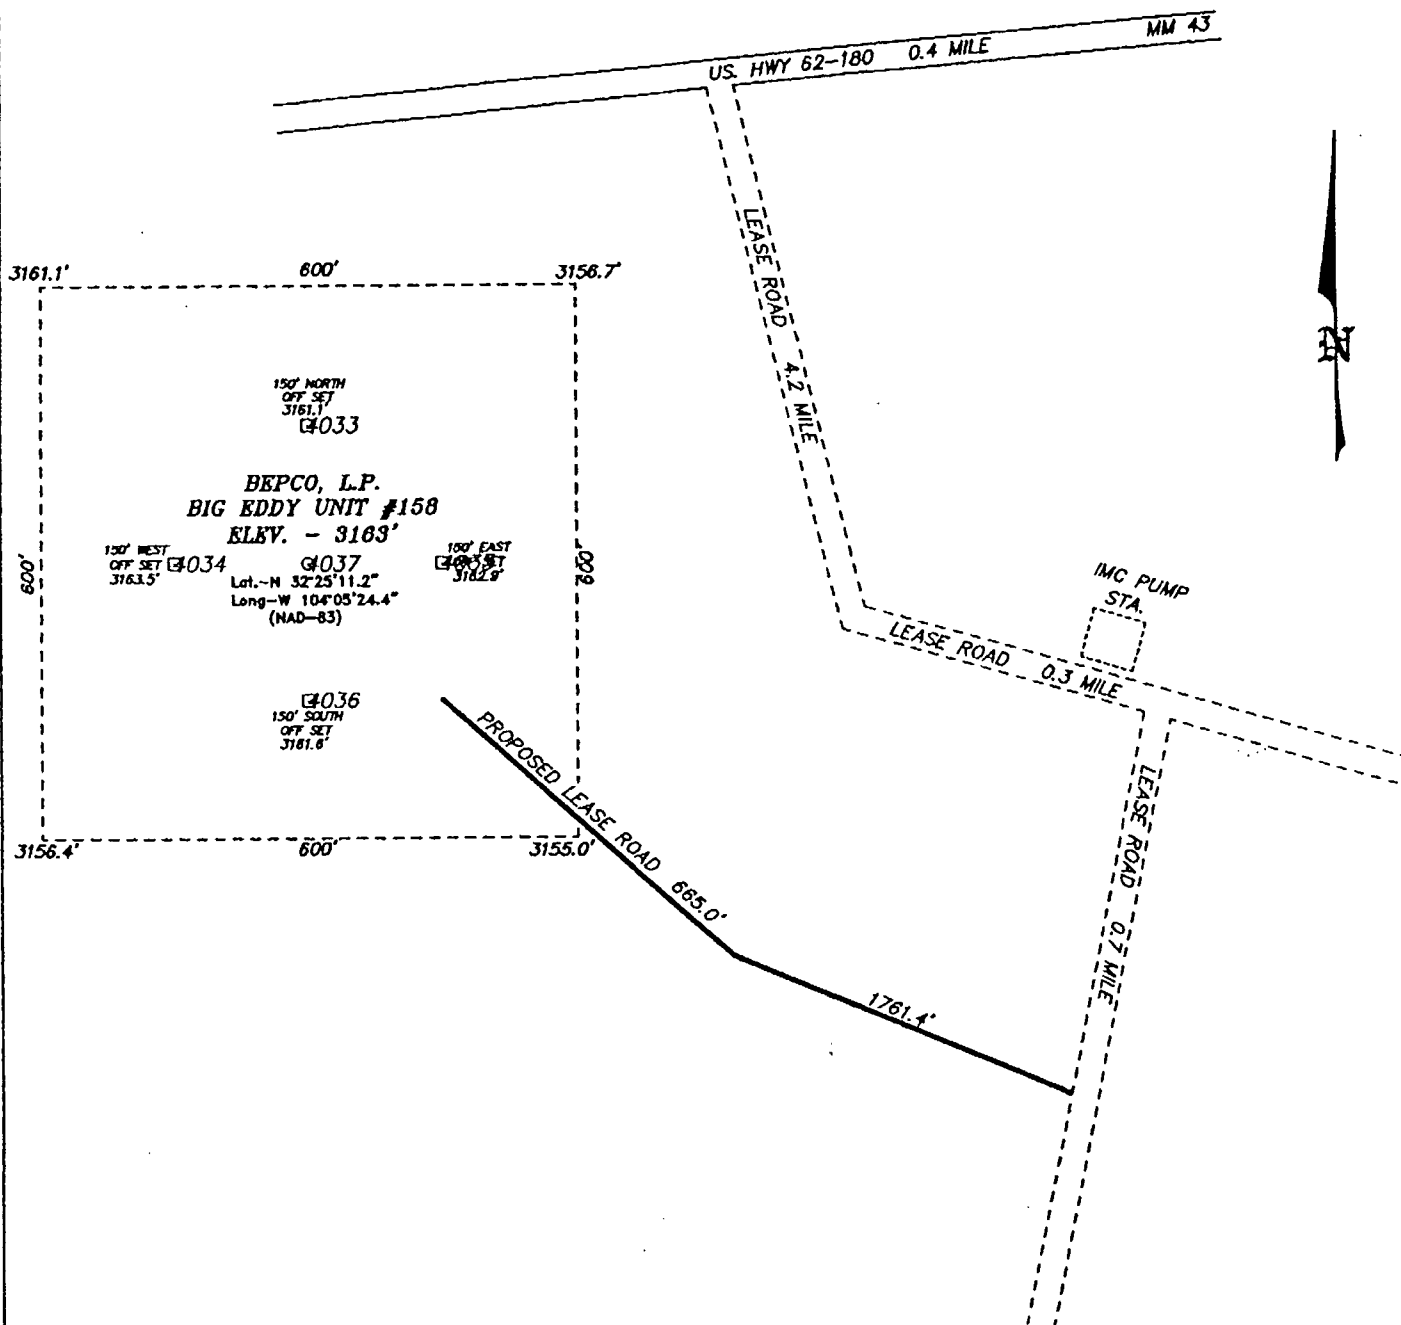 US. HWY 62-180 0.4 MILE
MM 43
LEASE ROAD 4.2 MILE
N
3161.1'
600'
3156.7'
150' NORTH
OFF SET
3161.1'
4033
BEPCO, L.P.
BIG EDDY UNIT #158
ELEV. - 3163'
150' WEST
OFF SET
3163.5'
4034
4037
150' EAST
3162.9'
600'
600'
Lat.-N 32°25'11.2"
Long-W 104°05'24.4"
(NAD-83)
IMC PUMP
STA.
LEASE ROAD 0.3 MILE
4036
150' SOUTH
OFF SET
3161.6'
PROPOSED LEASE ROAD 665.0'
LEASE ROAD 0.7 MILE
3156.4'
600'
3155.0'
1761.4'